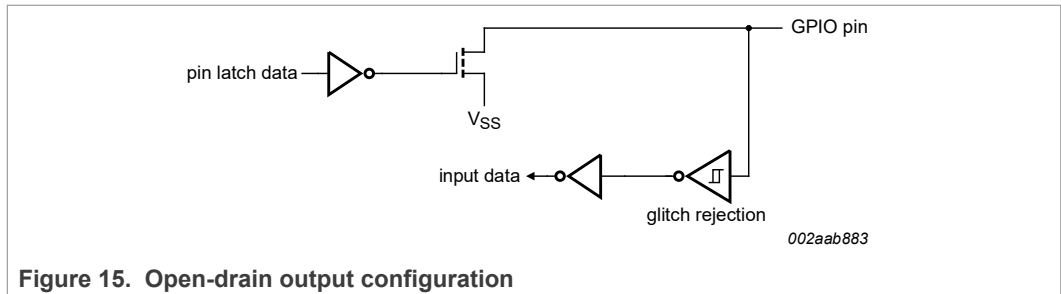 GPIO pin
pin latch data
VSS
input data
glitch rejection
002aab883
Figure 15. Open-drain output configuration